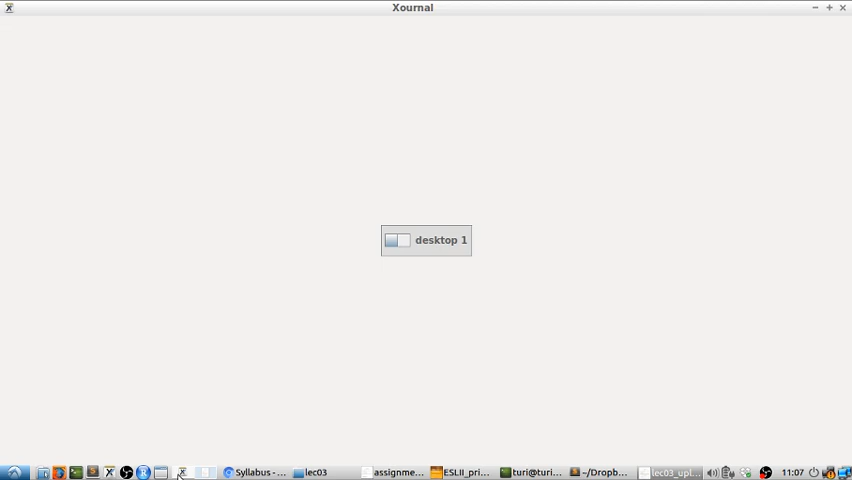 Xournal
desktop 1
Syllabus - ...
lec03
assignme...
ESLII_pri...
turi@turi...
~/Dropb...
lec03_upl...
11:07